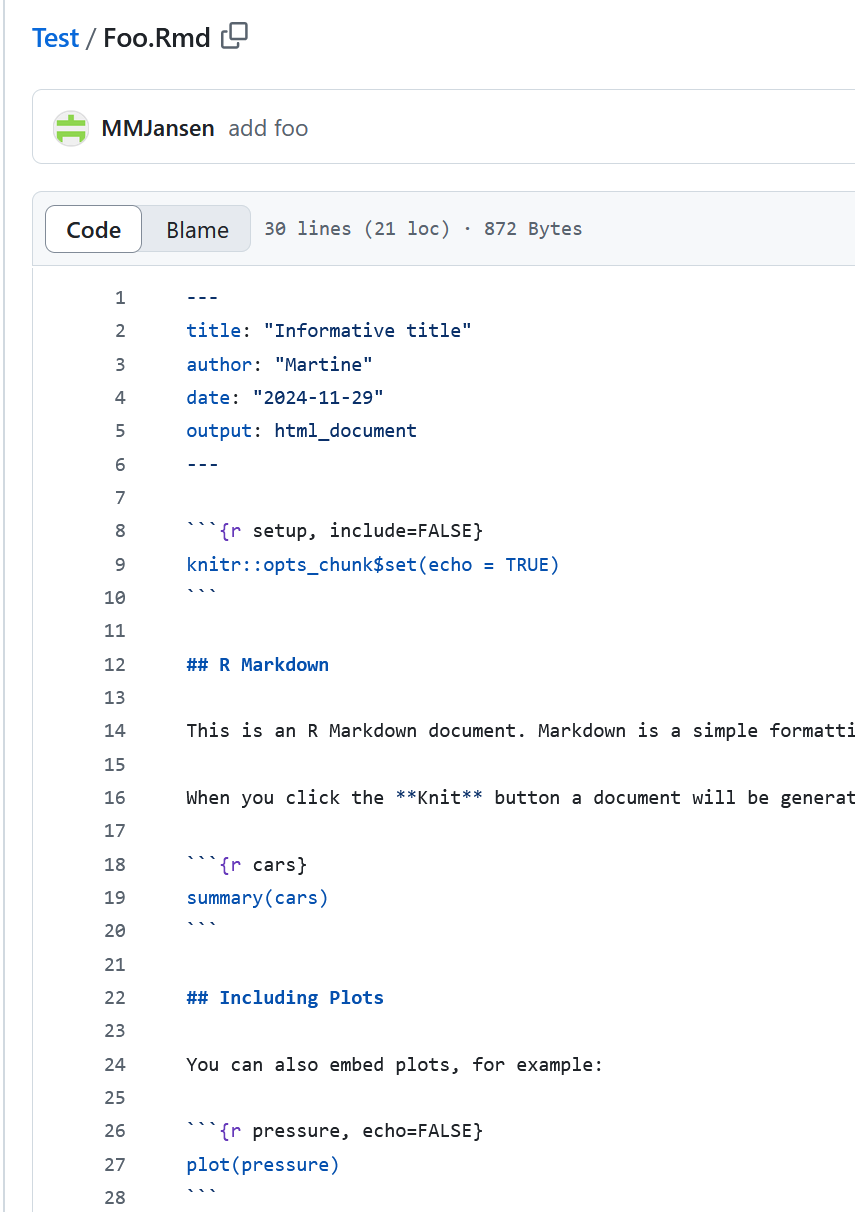 Test / Foo.Rmd
MMJansen add foo
Code Blame 30 lines (21 loc) · 872 Bytes
1 ---
2 title: "Informative title"
3 author: "Martine"
4 date: "2024-11-29"
5 output: html_document
6 ---
7
8 ```{r setup, include=FALSE}
9 knitr::opts_chunk$set(echo = TRUE)
10 ```
11
12 ## R Markdown
13
14 This is an R Markdown document. Markdown is a simple formatti
15
16 When you click the **Knit** button a document will be generat
17
18 ```{r cars}
19 summary(cars)
20 ```
21
22 ## Including Plots
23
24 You can also embed plots, for example:
25
26 ```{r pressure, echo=FALSE}
27 plot(pressure)
28 ```